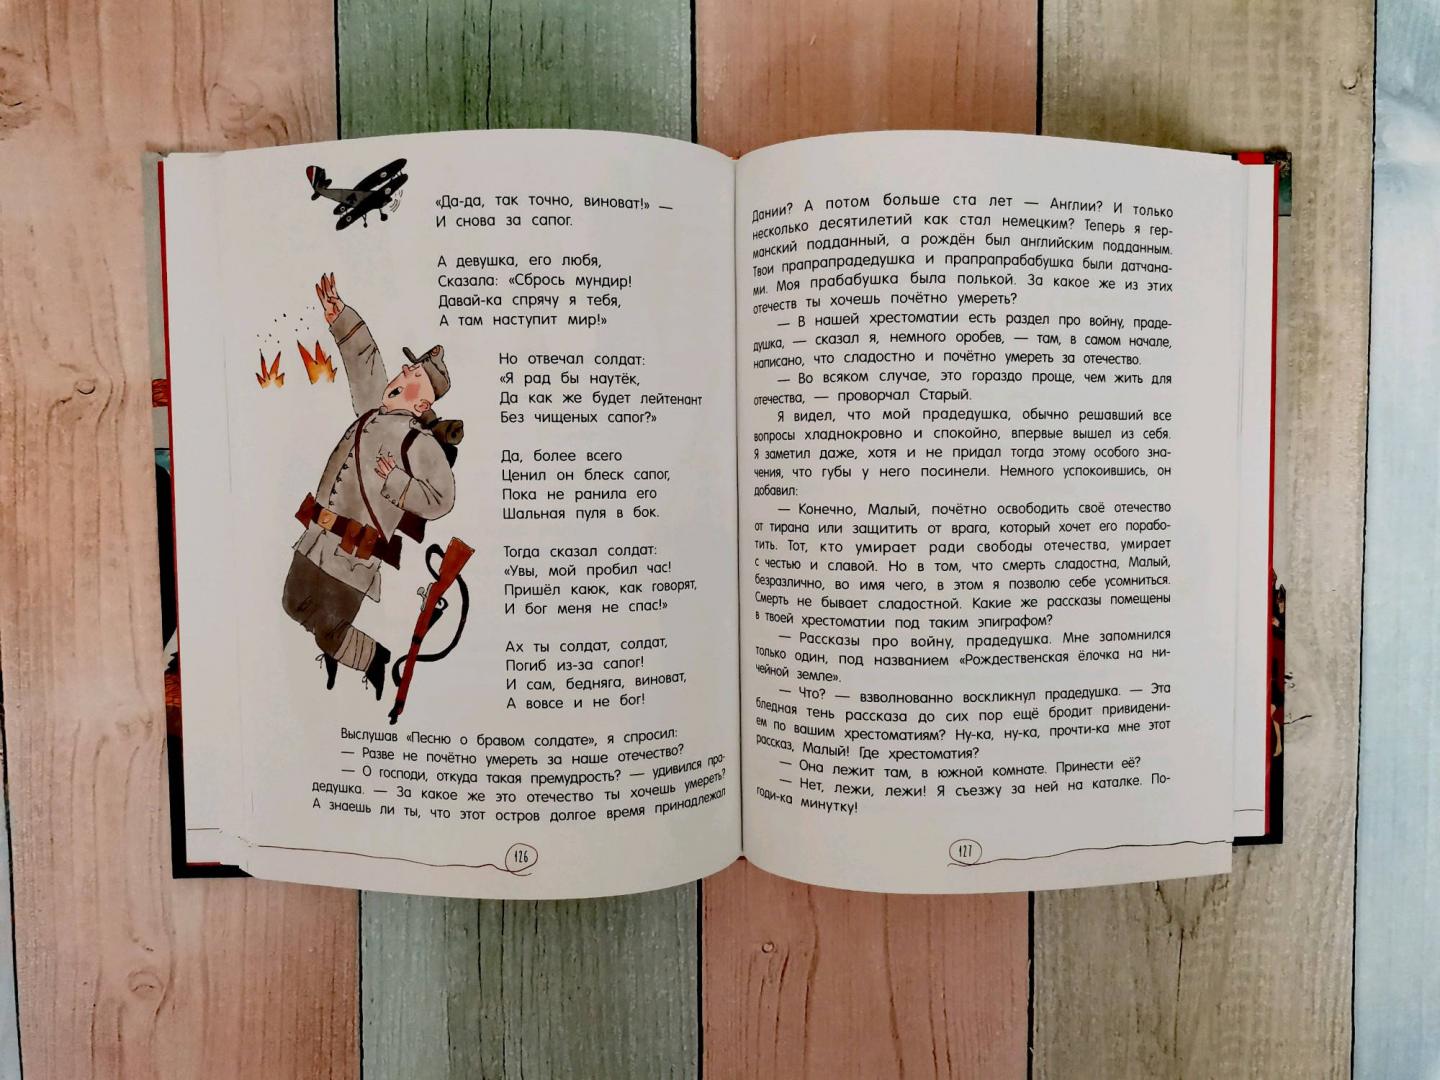 «Да-да, так точно, виноват!» —
И снова за сапог.
А девушка, его любя,
Сказала: «Сбрось мундир!
Давай-ка спрячу я тебя,
А там наступит мир!»
Но отвечал солдат:
«Я рад бы наутёк,
Да как же будет лейтенант
Без чищеных сапог?»
Да, более всего
Ценил он блеск сапог,
Пока не ранила его
Шальная пуля в бок.
Тогда сказал солдат:
«Увы, мой пробил час!
Пришёл каюк, как говорят,
И бог меня не спас!»
Ах ты солдат, солдат,
Погиб из-за сапог!
И сам, бедняга, виноват,
А вовсе и не бог!
Выслушав «Песню о бравом солдате», я спросил:
— Разве не почётно умереть за наше отечество?
— О господи, откуда такая премудрость? — удивился пра-
дедушка. — За какое же это отечество ты хочешь умереть?
А знаешь ли ты, что этот остров долгое время принадлежал
126
Дании? А потом больше ста лет — Англии? И только
несколько десятилетий как стал немецким? Теперь я гер-
манский подданный, а рождён был английским подданным.
Твои прапрапрадедушка и прапрапрабабушка были датчана-
ми. Моя прабабушка была полькой. За какое же из этих
отечеств ты хочешь почётно умереть?
— В нашей хрестоматии есть раздел про войну, праде-
душка, — сказал я, немного оробев, — там, в самом начале,
написано, что сладостно и почётно умереть за отечество.
— Во всяком случае, это гораздо проще, чем жить для
отечества, — проворчал Старый.
Я видел, что мой прадедушка, обычно решавший все
вопросы хладнокровно и спокойно, впервые вышел из себя.
Я заметил даже, хотя и не придал тогда этому особого зна-
чения, что губы у него посинели. Немного успокоившись, он
добавил:
— Конечно, Малый, почётно освободить своё отечество
от тирана или защитить от врага, который хочет его порабо-
тить. Тот, кто умирает ради свободы отечества, умирает
с честью и славой. Но в том, что смерть сладостна, Малый,
безразлично, во имя чего, в этом я позволю себе усомниться.
Смерть не бывает сладостной. Какие же рассказы помещены
в твоей хрестоматии под таким эпиграфом?
— Рассказы про войну, прадедушка. Мне запомнился
только один, под названием «Рождественская ёлочка на ни-
чейной земле».
— Что? — взволнованно воскликнул прадедушка. — Эта
бледная тень рассказа до сих пор ещё бродит привидени-
ем по вашим хрестоматиям? Ну-ка, ну-ка, прочти-ка мне этот
рассказ, Малый! Где хрестоматия?
— Она лежит там, в южной комнате. Принести её?
— Нет, лежи, лежи! Я съезжу за ней на каталке. По-
годи-ка минутку!
127